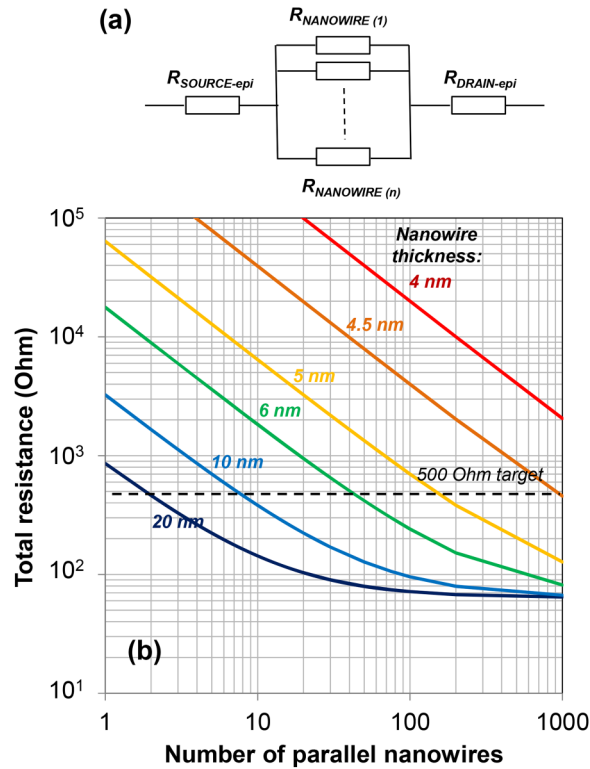 (a)
R_NANOWIRE (1)
R_SOURCE-epi
R_DRAIN-epi
R_NANOWIRE (n)
10^5
10^4
10^3
10^2
10^1
Total resistance (Ohm)
Nanowire
thickness:
4 nm
4.5 nm
5 nm
6 nm
10 nm
500 Ohm target
20 nm
(b)
1
10
100
1000
Number of parallel nanowires